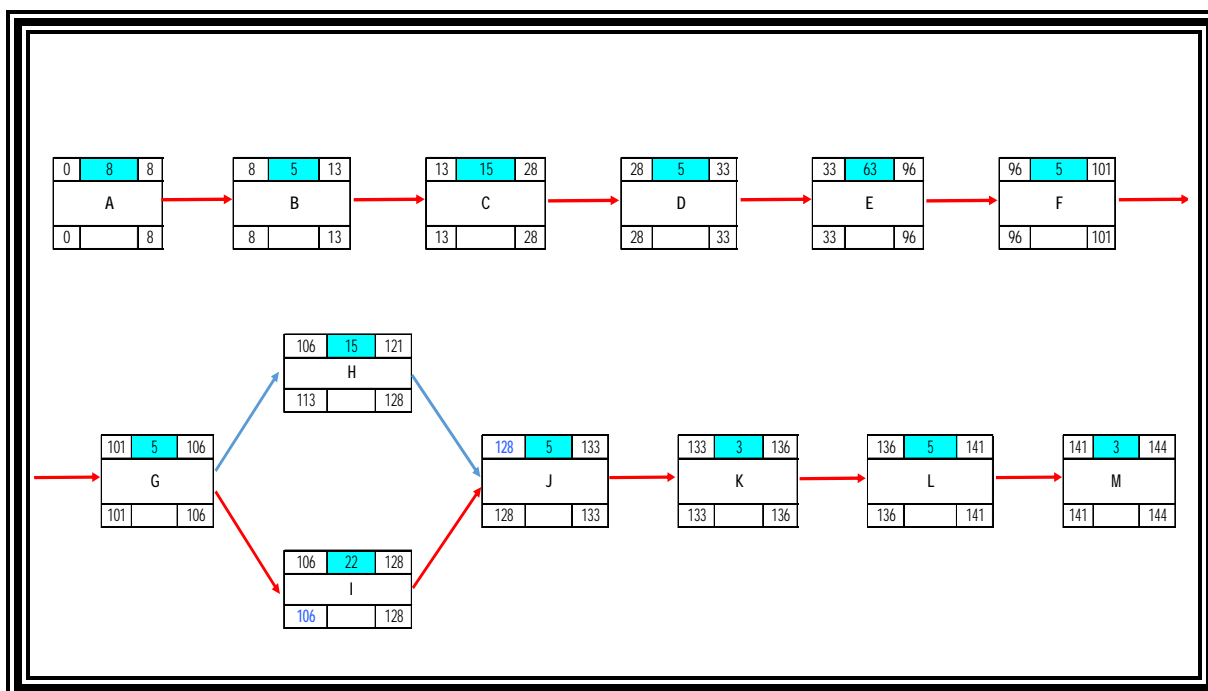 0 8 8
A
0 8
8 5 13
B
8 13
13 15 28
C
13 28
28 5 33
D
28 33
33 63 96
E
33 96
96 5 101
F
96 101
106 15 121
H
113 128
101 5 106
G
101 106
128 5 133
J
128 133
133 3 136
K
133 136
136 5 141
L
136 141
141 3 144
M
141 144
106 22 128
I
106 128